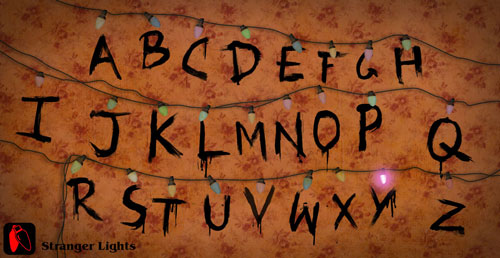 A B C D E F G H
I J K L M N O P Q
R S T U V W X Y Z
Stranger Lights